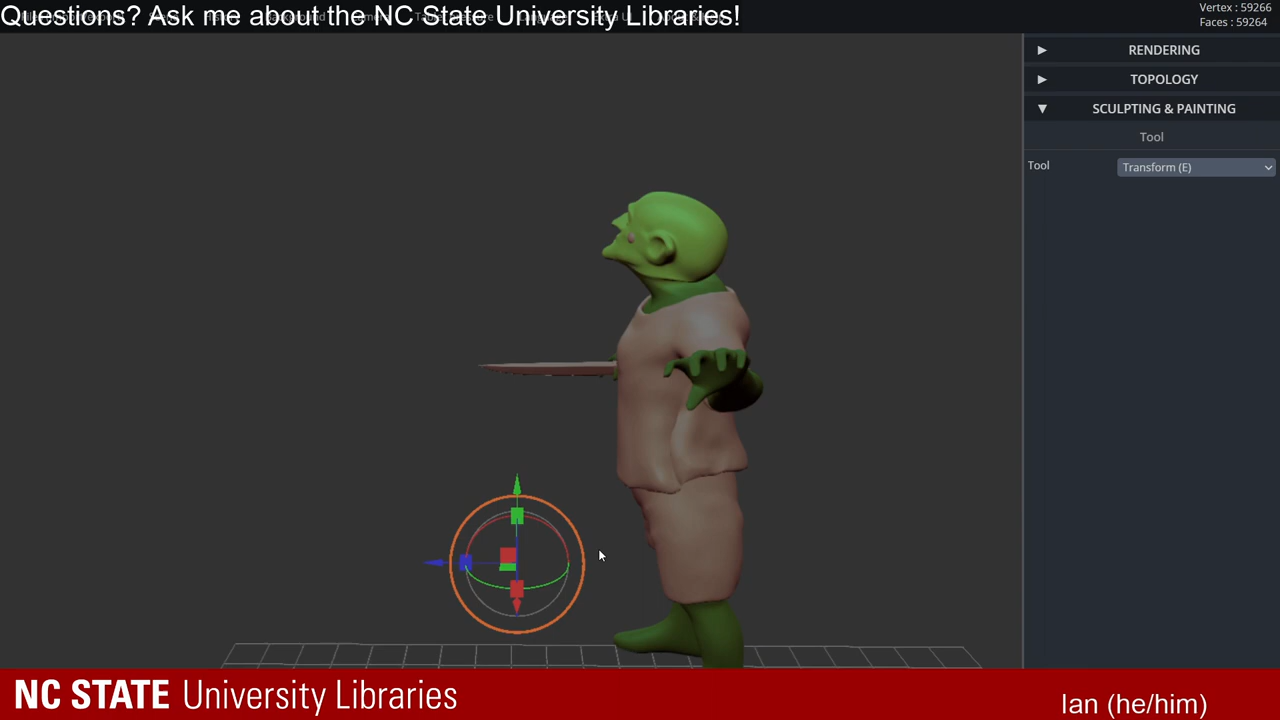 Questions? Ask me about the NC State University Libraries!
Vertex : 59266
Faces : 59264
RENDERING
TOPOLOGY
SCULPTING & PAINTING
Tool
Tool
Transform (E)
NC STATE University Libraries
Ian (he/him)